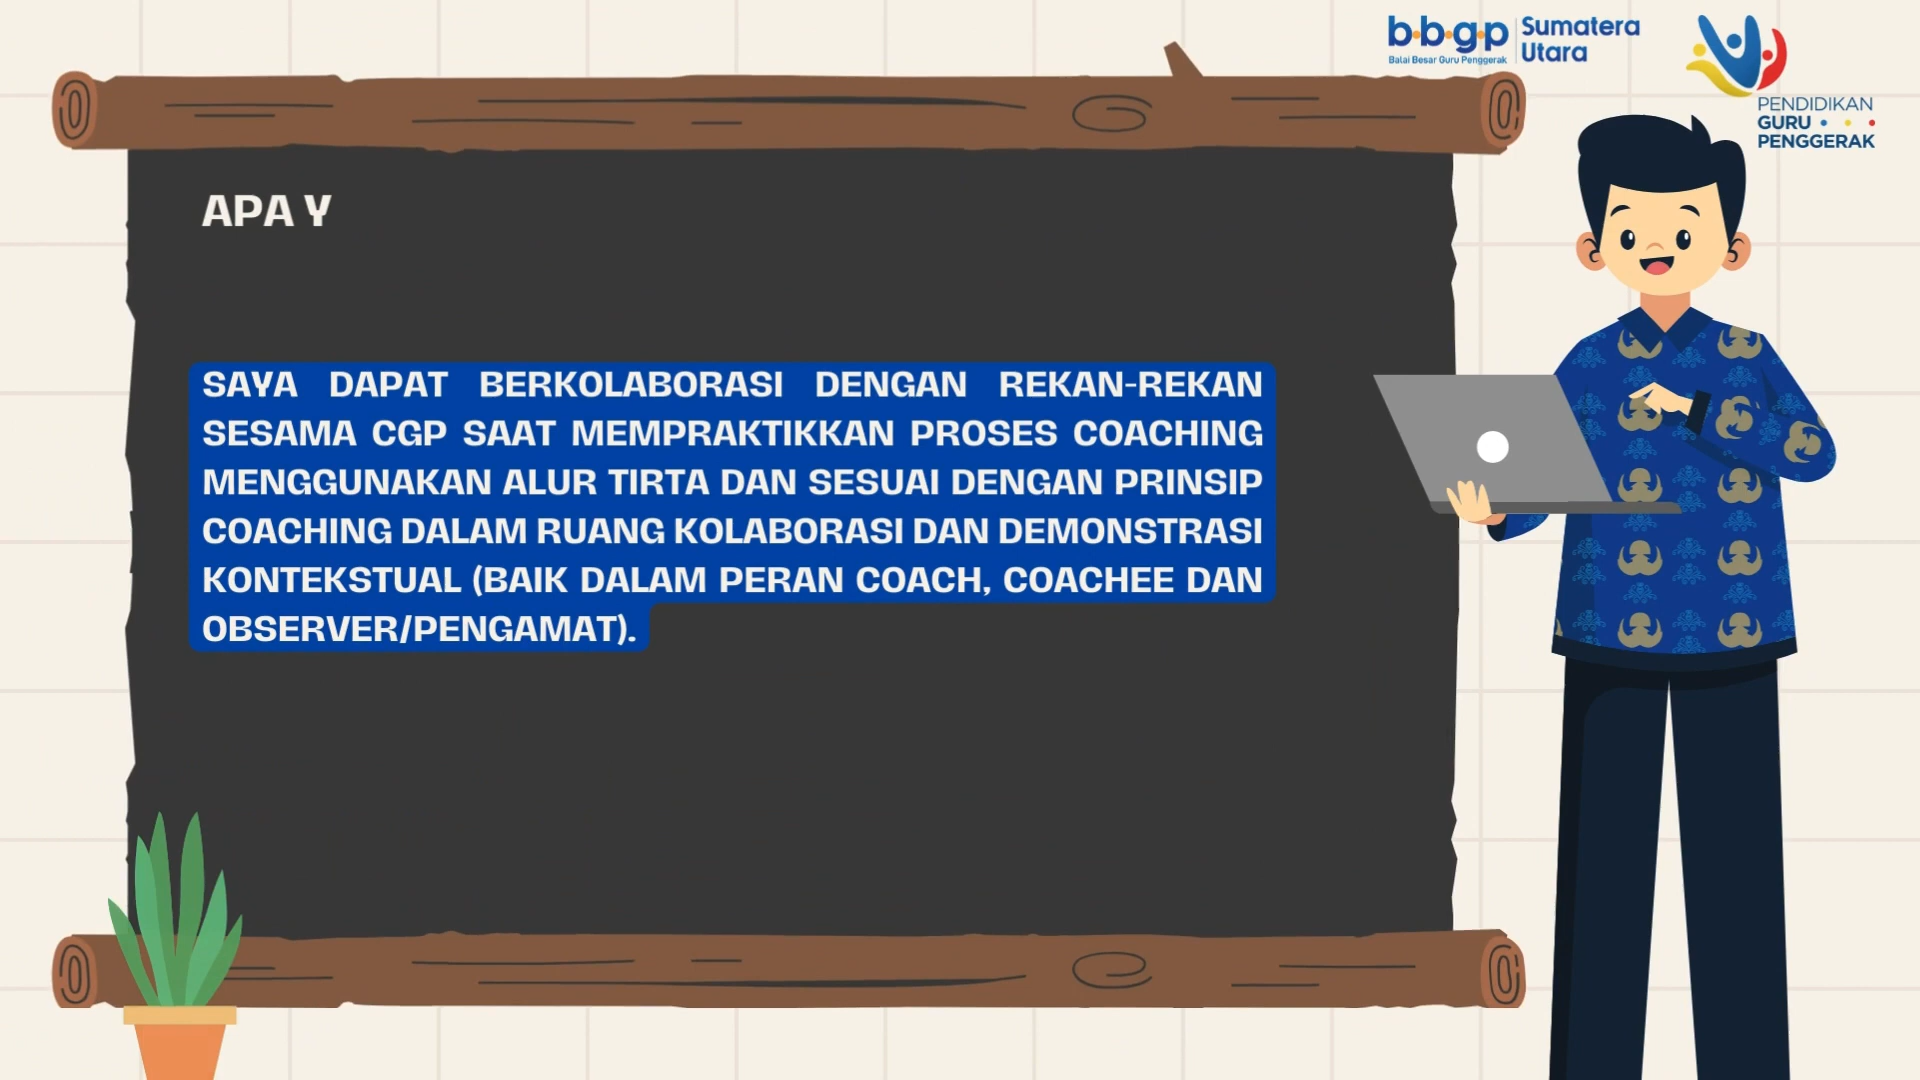 b·b·g·p
Balai Besar Guru Penggerak
Sumatera
Utara
PENDIDIKAN
GURU
PENGGERAK
APA Y
SAYA DAPAT BERKOLABORASI DENGAN REKAN-REKAN
SESAMA CGP SAAT MEMPRAKTIKKAN PROSES COACHING
MENGGUNAKAN ALUR TIRTA DAN SESUAI DENGAN PRINSIP
COACHING DALAM RUANG KOLABORASI DAN DEMONSTRASI
KONTEKSTUAL (BAIK DALAM PERAN COACH, COACHEE DAN
OBSERVER/PENGAMAT).